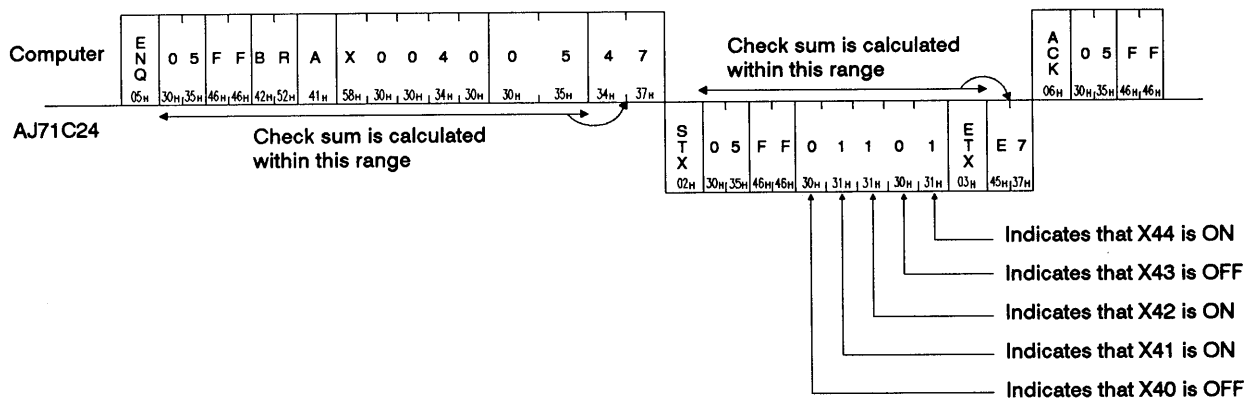 Computer
E N Q 0 5 F F B R A X 0 0 4 0 0 5 4 7
05H 30H 35H 46H 46H 42H 52H 41H 58H 30H 30H 34H 30H 30H 35H 34H 37H
Check sum is calculated
within this range
A C K 0 5 F F
06H 30H 35H 46H 46H
AJ71C24
Check sum is calculated
within this range
S T X 0 5 F F 0 1 1 0 1 E T X E 7
02H 30H 35H 46H 46H 30H 31H 31H 30H 31H 03H 45H 37H
Indicates that X44 is ON
Indicates that X43 is OFF
Indicates that X42 is ON
Indicates that X41 is ON
Indicates that X40 is OFF